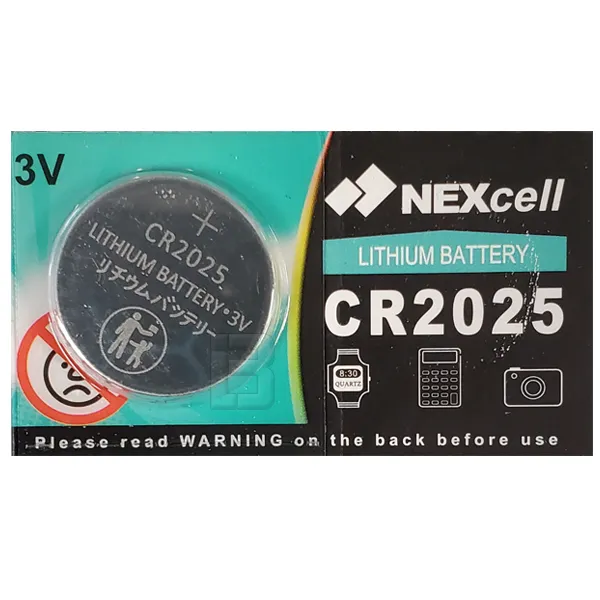 3V
NEXcell
LITHIUM BATTERY
CR2025
+
CR2025
LITHIUM BATTERY・3V
リチウムバッテリー
8:30
QUARTZ
Please read WARNING on the back before use